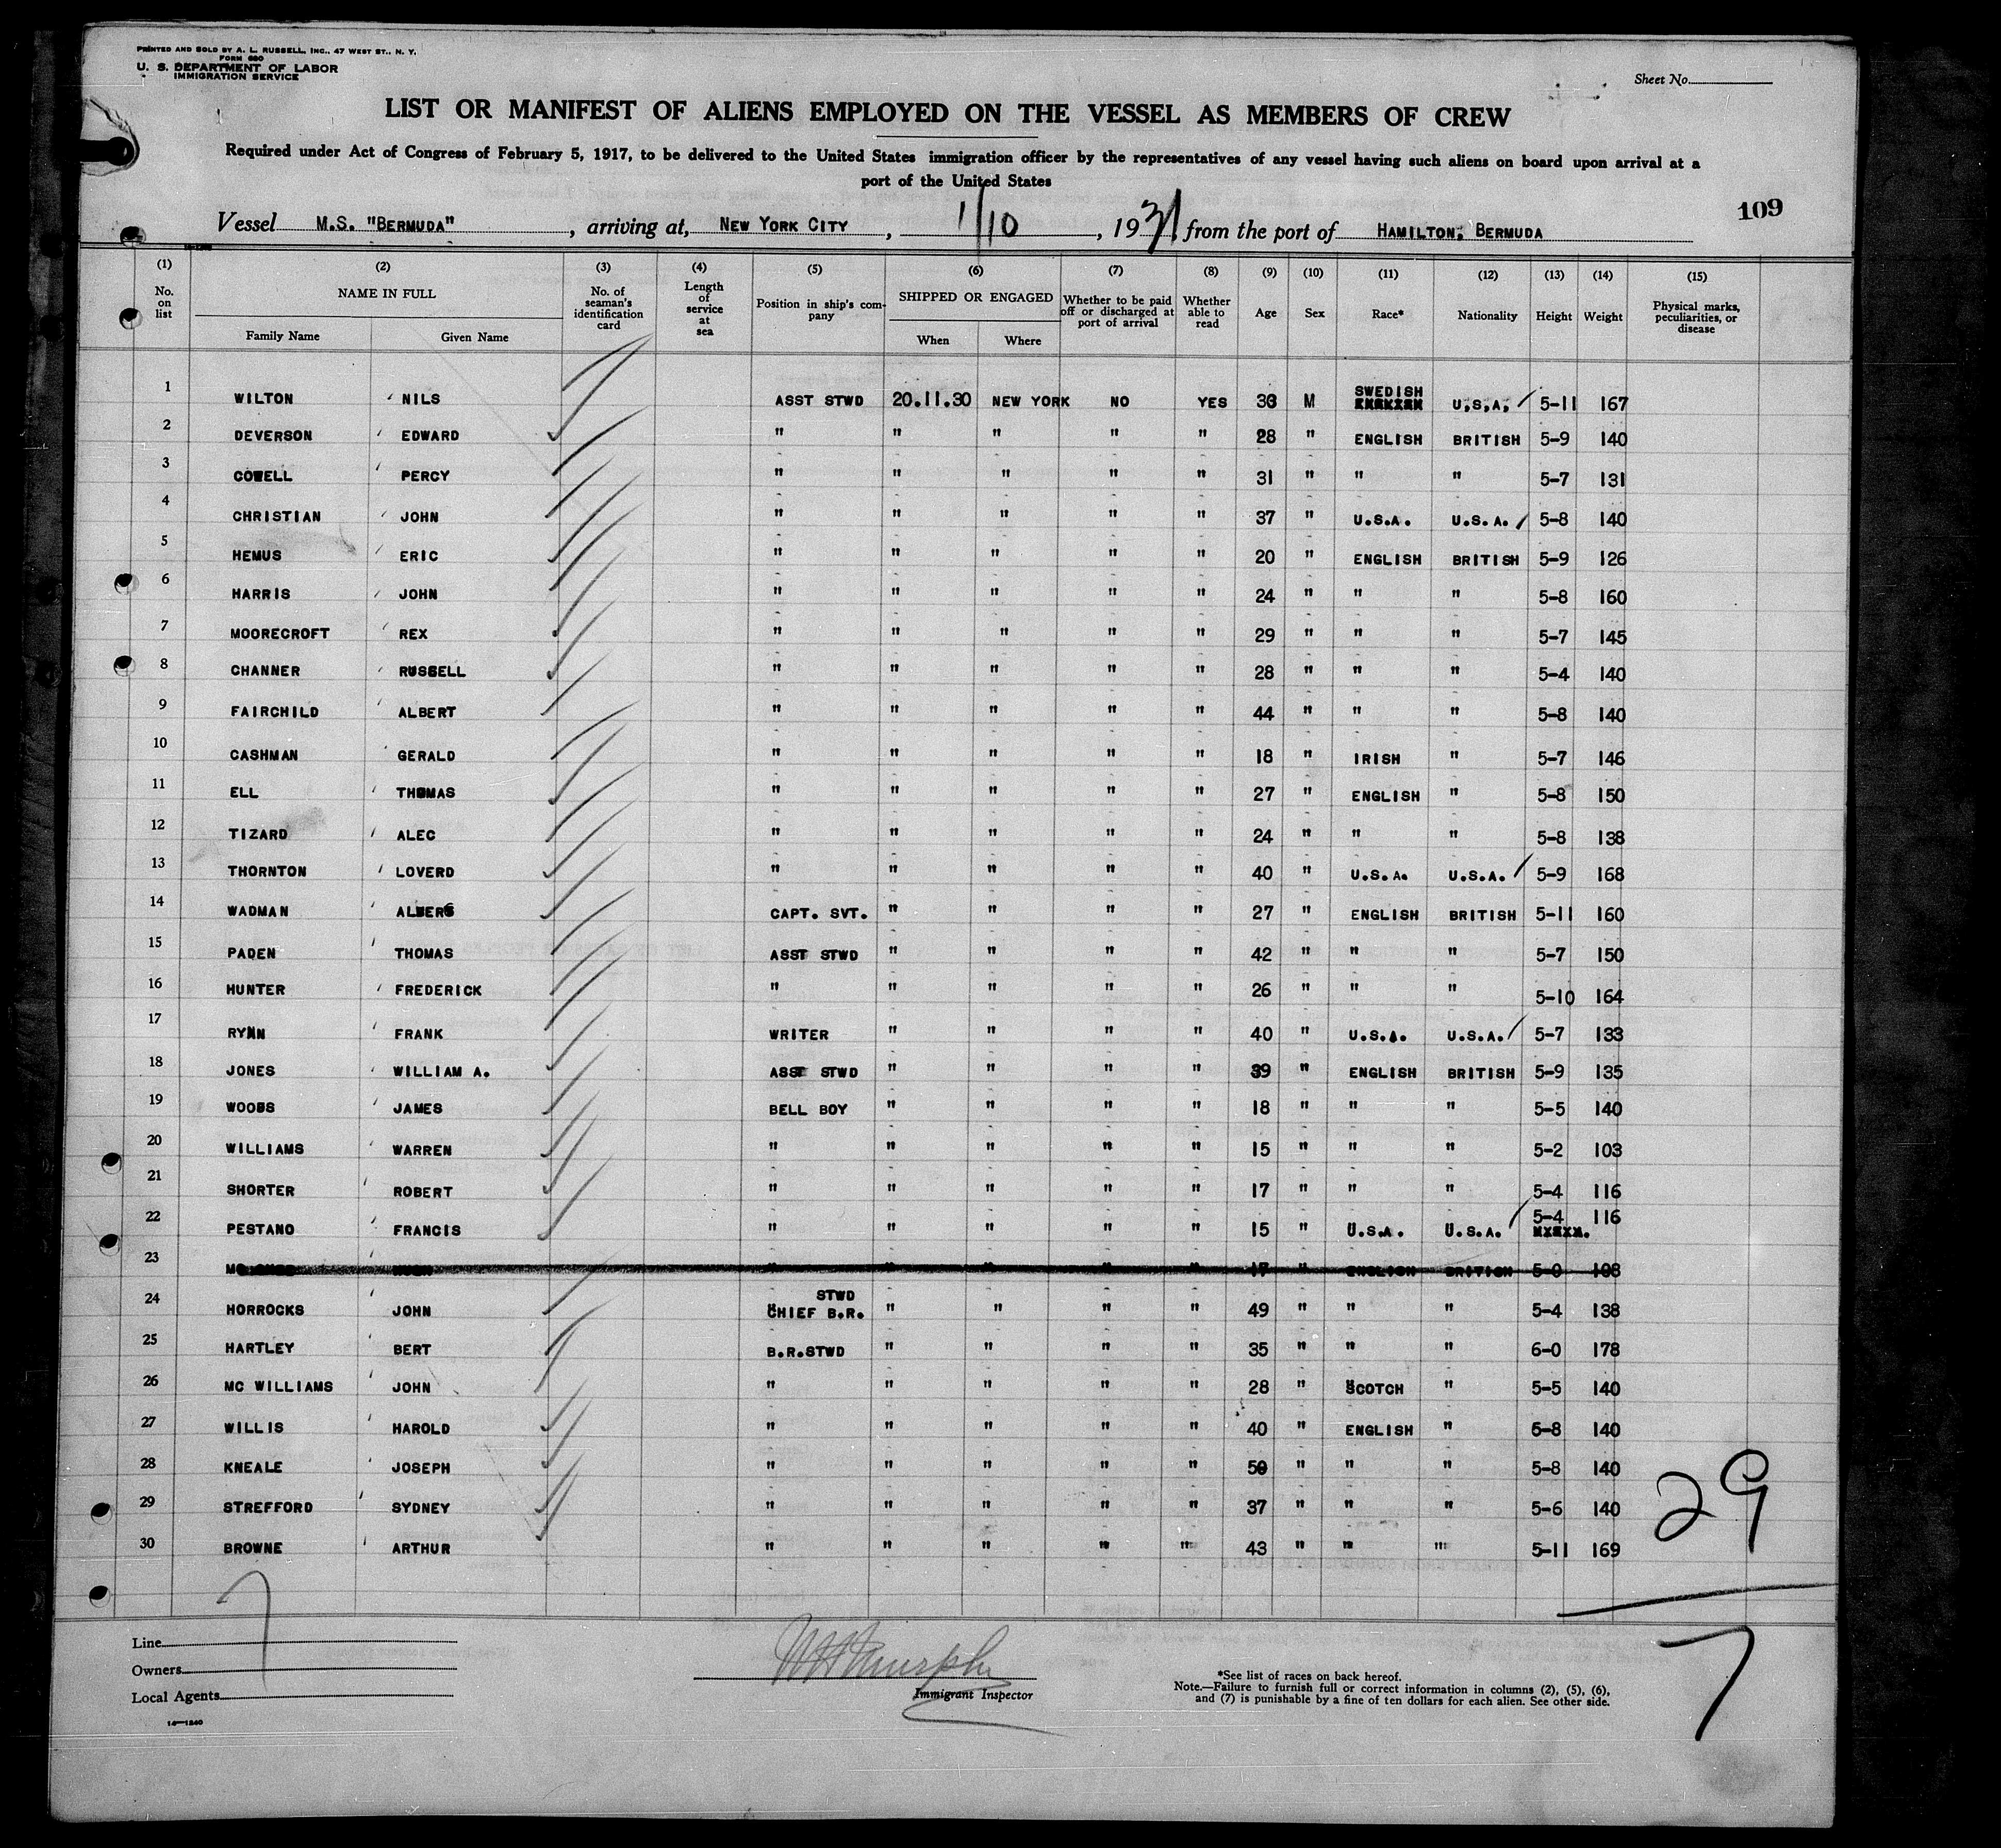 PRINTED AND SOLD BY A. L. RUSSELL, INC., 47 WEST ST., N. Y.
FORM 680
U. S. DEPARTMENT OF LABOR
IMMIGRATION SERVICE
Sheet No.
LIST OR MANIFEST OF ALIENS EMPLOYED ON THE VESSEL AS MEMBERS OF CREW
Required under Act of Congress of February 5, 1917, to be delivered to the United States immigration officer by the representatives of any vessel having such aliens on board upon arrival at a
port of the United States
109
Vessel M.S. "BERMUDA", arriving at, NEW YORK CITY, 1/10, 1931, from the port of HAMILTON, BERMUDA
(1) (2) (3) (4) (5) (6) (7) (8) (9) (10) (11) (12) (13) (14) (15)
No. on list NAME IN FULL Family Name Given Name No. of seaman's identification card Length of service at sea Position in ship's company SHIPPED OR ENGAGED When Where Whether to be paid off or discharged at port of arrival Whether able to read Age Sex Race* Nationality Height Weight Physical marks, peculiarities, or disease
1 WILTON NILS ASST STWD 20.11.30 NEW YORK NO YES 33 M SWEDISH U.S.A. 5-11 167
2 DEVERSON EDWARD " " " " " 28 " ENGLISH BRITISH 5-9 140
3 COWELL PERCY " " " " " 31 " " " 5-7 131
4 CHRISTIAN JOHN " " " " " 37 " U.S.A. U.S.A. 5-8 140
5 HEMUS ERIC " " " " " 20 " ENGLISH BRITISH 5-9 126
6 HARRIS JOHN " " " " " 24 " " " 5-8 160
7 MOORECROFT REX " " " " " 29 " " " 5-7 145
8 CHANNER RUSSELL " " " " " 28 " " " 5-4 140
9 FAIRCHILD ALBERT " " " " " 44 " " " 5-8 140
10 CASHMAN GERALD " " " " " 18 " IRISH " 5-7 146
11 ELL THOMAS " " " " " 27 " ENGLISH " 5-8 150
12 TIZARD ALEC " " " " " 24 " " " 5-8 138
13 THORNTON LOVERD " " " " " 40 " U.S.A. U.S.A. 5-9 168
14 WADMAN CAPT. SVT. " " " " 27 " ENGLISH BRITISH 5-11 160
15 PADEN THOMAS ASST STWD " " " " 42 " " " 5-7 150
16 HUNTER FREDERICK " " " " " 26 " " " 5-10 164
17 RYNN FRANK WRITER " " " " 40 " U.S.A. U.S.A. 5-7 133
18 JONES WILLIAM A. ASST STWD " " " " 39 " ENGLISH BRITISH 5-9 135
19 WOODS JAMES BELL BOY " " " " 18 " " " 5-5 140
20 WILLIAMS WARREN " " " " " 15 " " " 5-2 103
21 SHORTER ROBERT " " " " " 17 " " " 5-4 116
22 PESTANO FRANCIS " " " " " 15 " U.S.A. U.S.A. 5-4 116
23 " " " " " 17 " ENGLISH BRITISH 5-0 108
24 HORROCKS JOHN STWD CHIEF B.R. " " " " 49 " " " 5-4 138
25 HARTLEY BERT B.R.STWD " " " " 35 " " " 6-0 178
26 MC WILLIAMS JOHN " " " " " 28 " SCOTCH " 5-5 140
27 WILLIS HAROLD " " " " " 40 " ENGLISH " 5-8 140
28 KNEALE JOSEPH " " " " " 50 " " " 5-8 140
29 STREFFORD SYDNEY " " " " " 37 " " " 5-6 140
30 BROWNE ARTHUR " " " " " 43 " " " 5-11 169
29
7
7
Line
Owners
Local Agents
14—1240
Murphy
Immigrant Inspector
*See list of races on back hereof.
Note.—Failure to furnish full or correct information in columns (2), (5), (6),
and (7) is punishable by a fine of ten dollars for each alien. See other side.